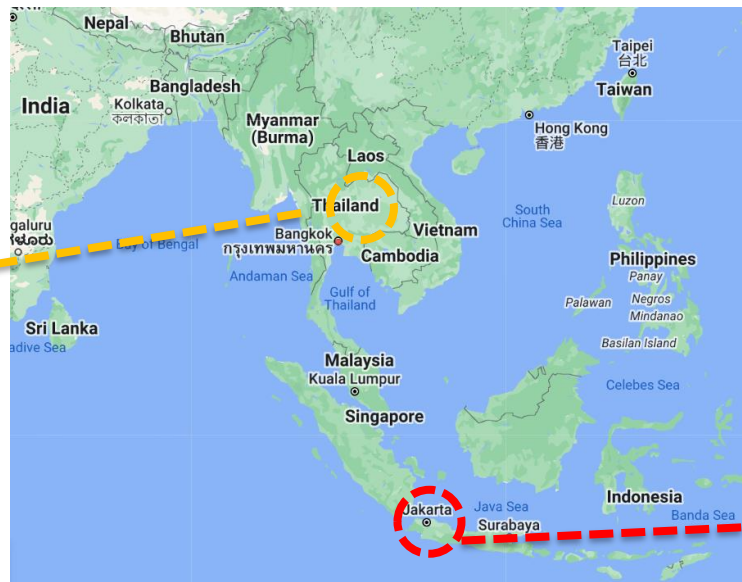 Nepal
Bhutan
Taipei
台北
Taiwan
Bangladesh
India
Kolkata
কলকাতা
Myanmar
(Burma)
Hong Kong
香港
Laos
Luzon
Thailand
South
China Sea
galuru
Bay of Bengal
Bangkok
กรุงเทพมหานคร
Vietnam
Cambodia
Philippines
Andaman Sea
Panay
Gulf of
Thailand
Palawan
Negros
Mindanao
Sri Lanka
adive Sea
Basilan Island
Malaysia
Kuala Lumpur
Celebes Sea
Singapore
Indonesia
Jakarta
Java Sea
Banda Sea
Surabaya